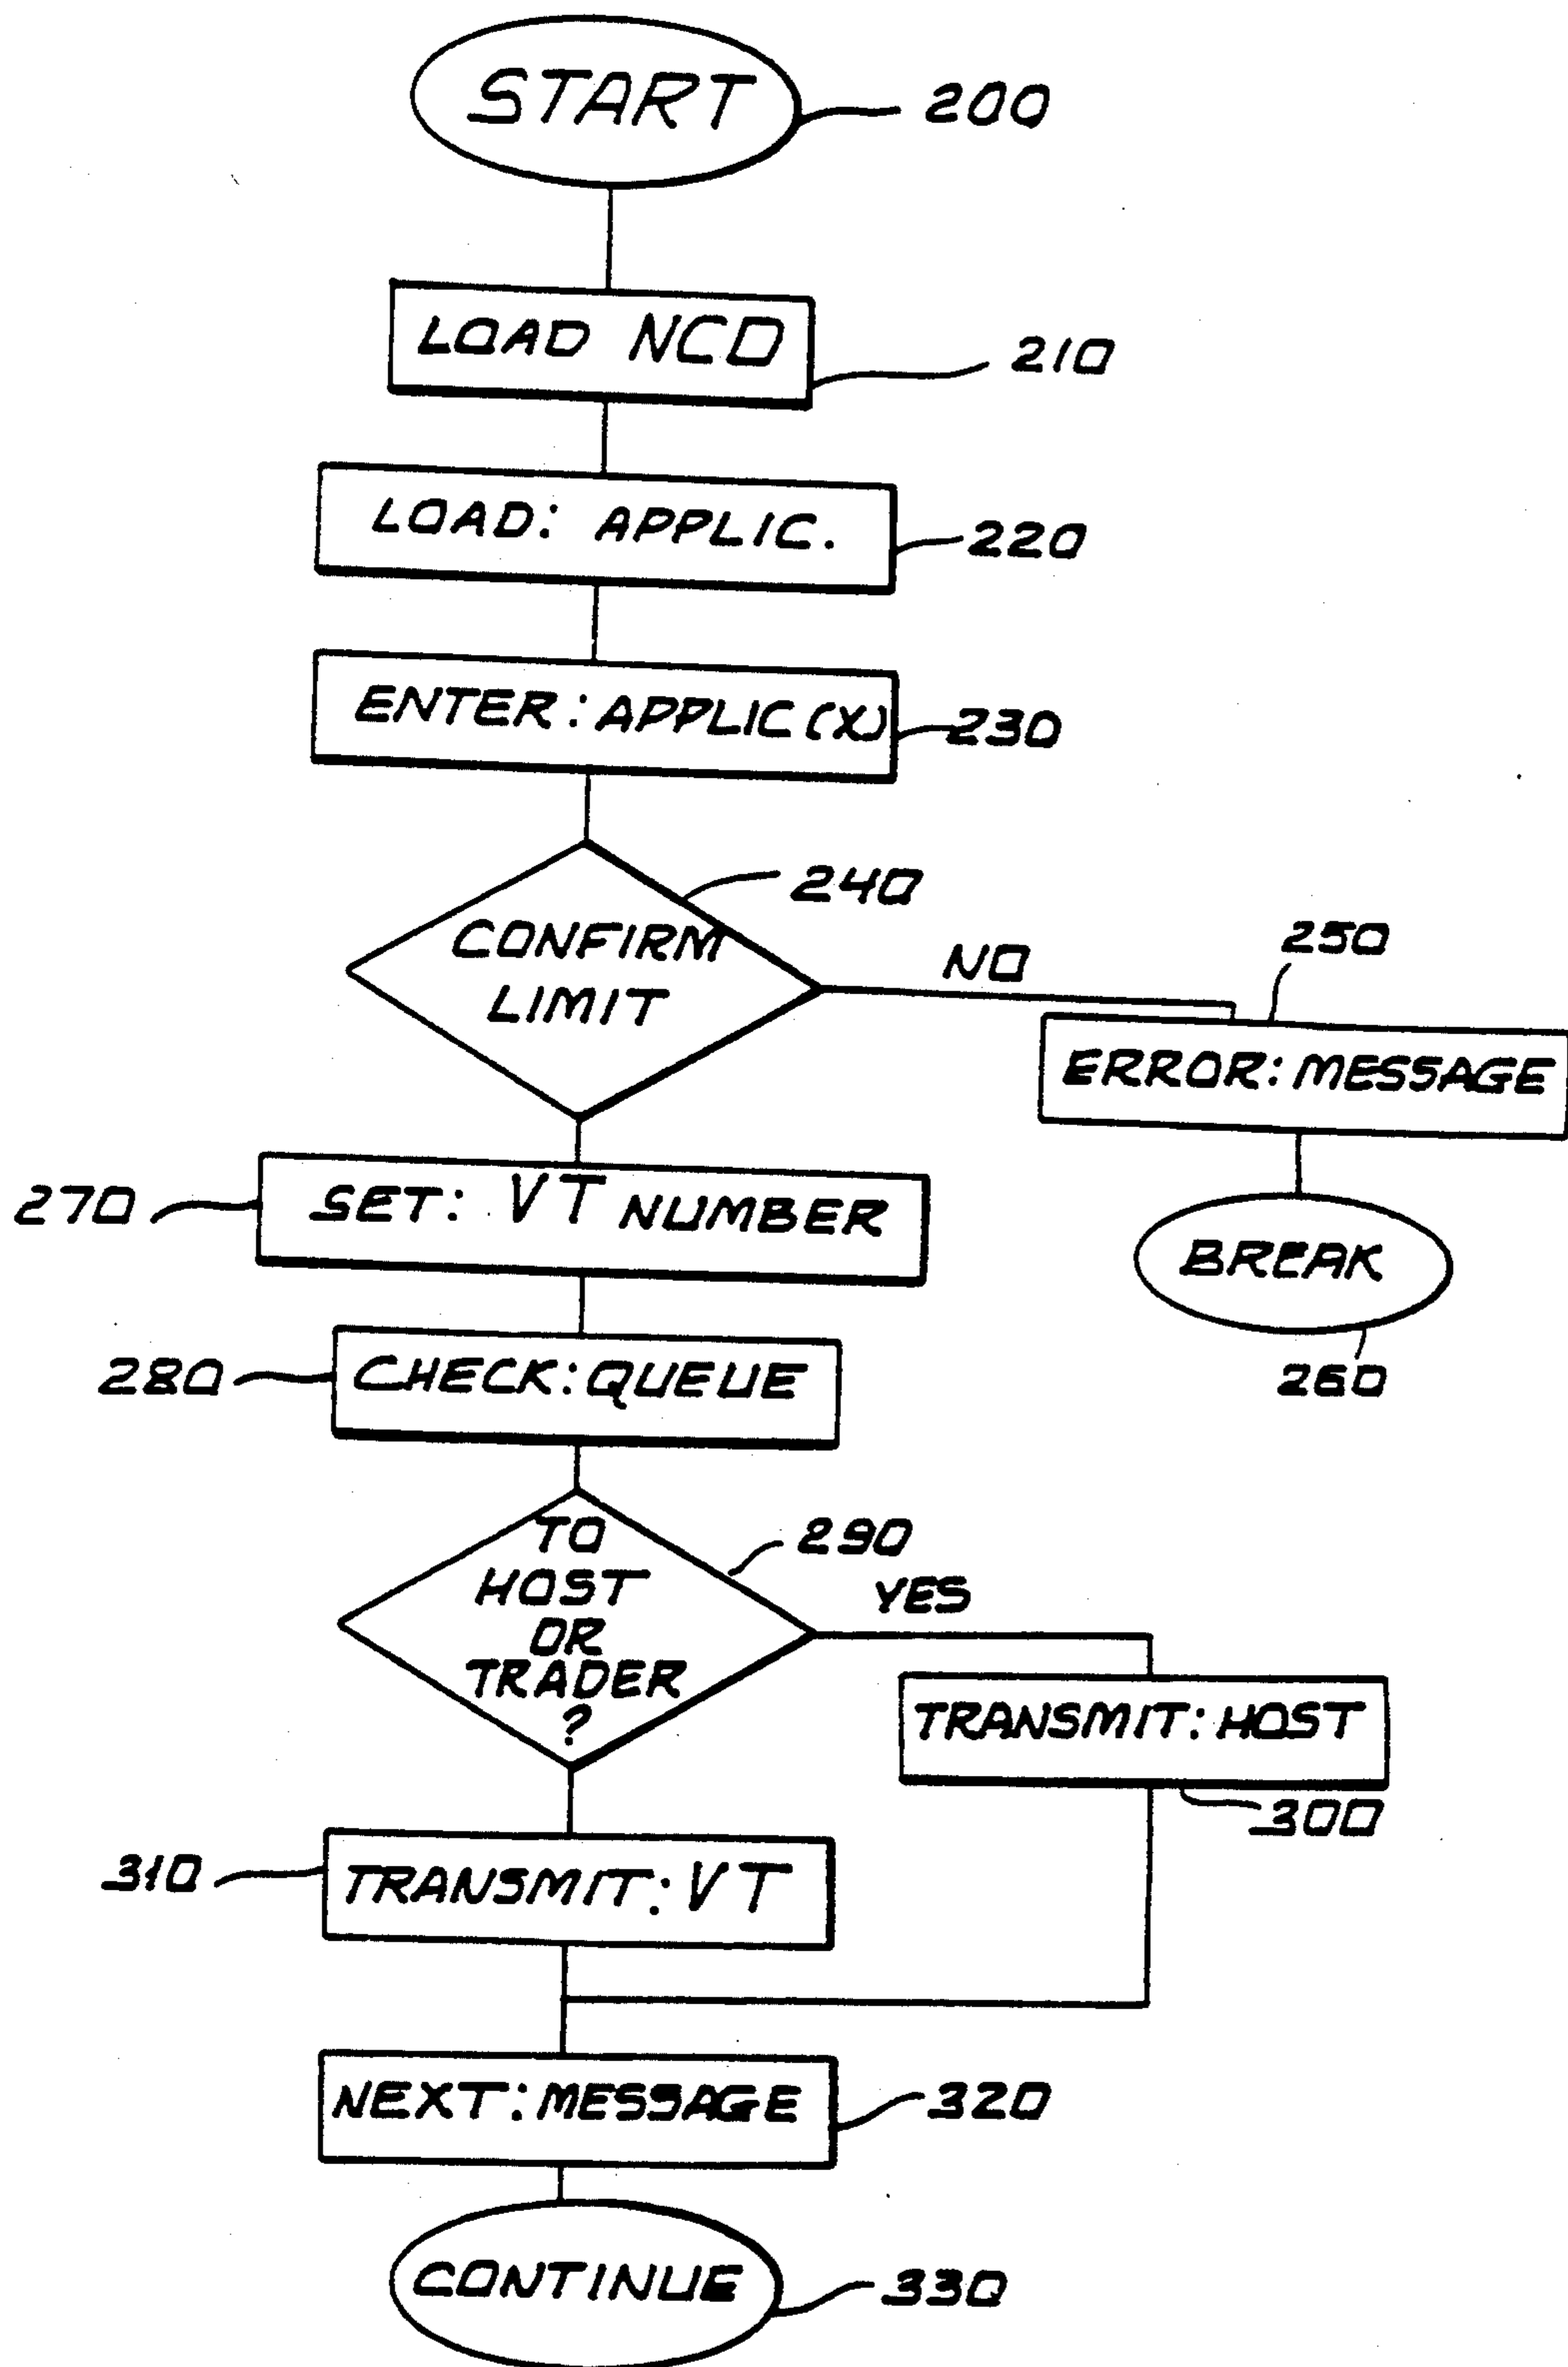 START
200
LOAD NCD
210
LOAD: APPLIC.
220
ENTER: APPLIC(X)
230
240
CONFIRM
LIMIT
NO
250
ERROR: MESSAGE
270
SET: VT NUMBER
BREAK
260
280
CHECK: QUEUE
290
TO
HOST
OR
TRADER
?
YES
TRANSMIT: HOST
300
310
TRANSMIT: VT
NEXT: MESSAGE
320
CONTINUE
330